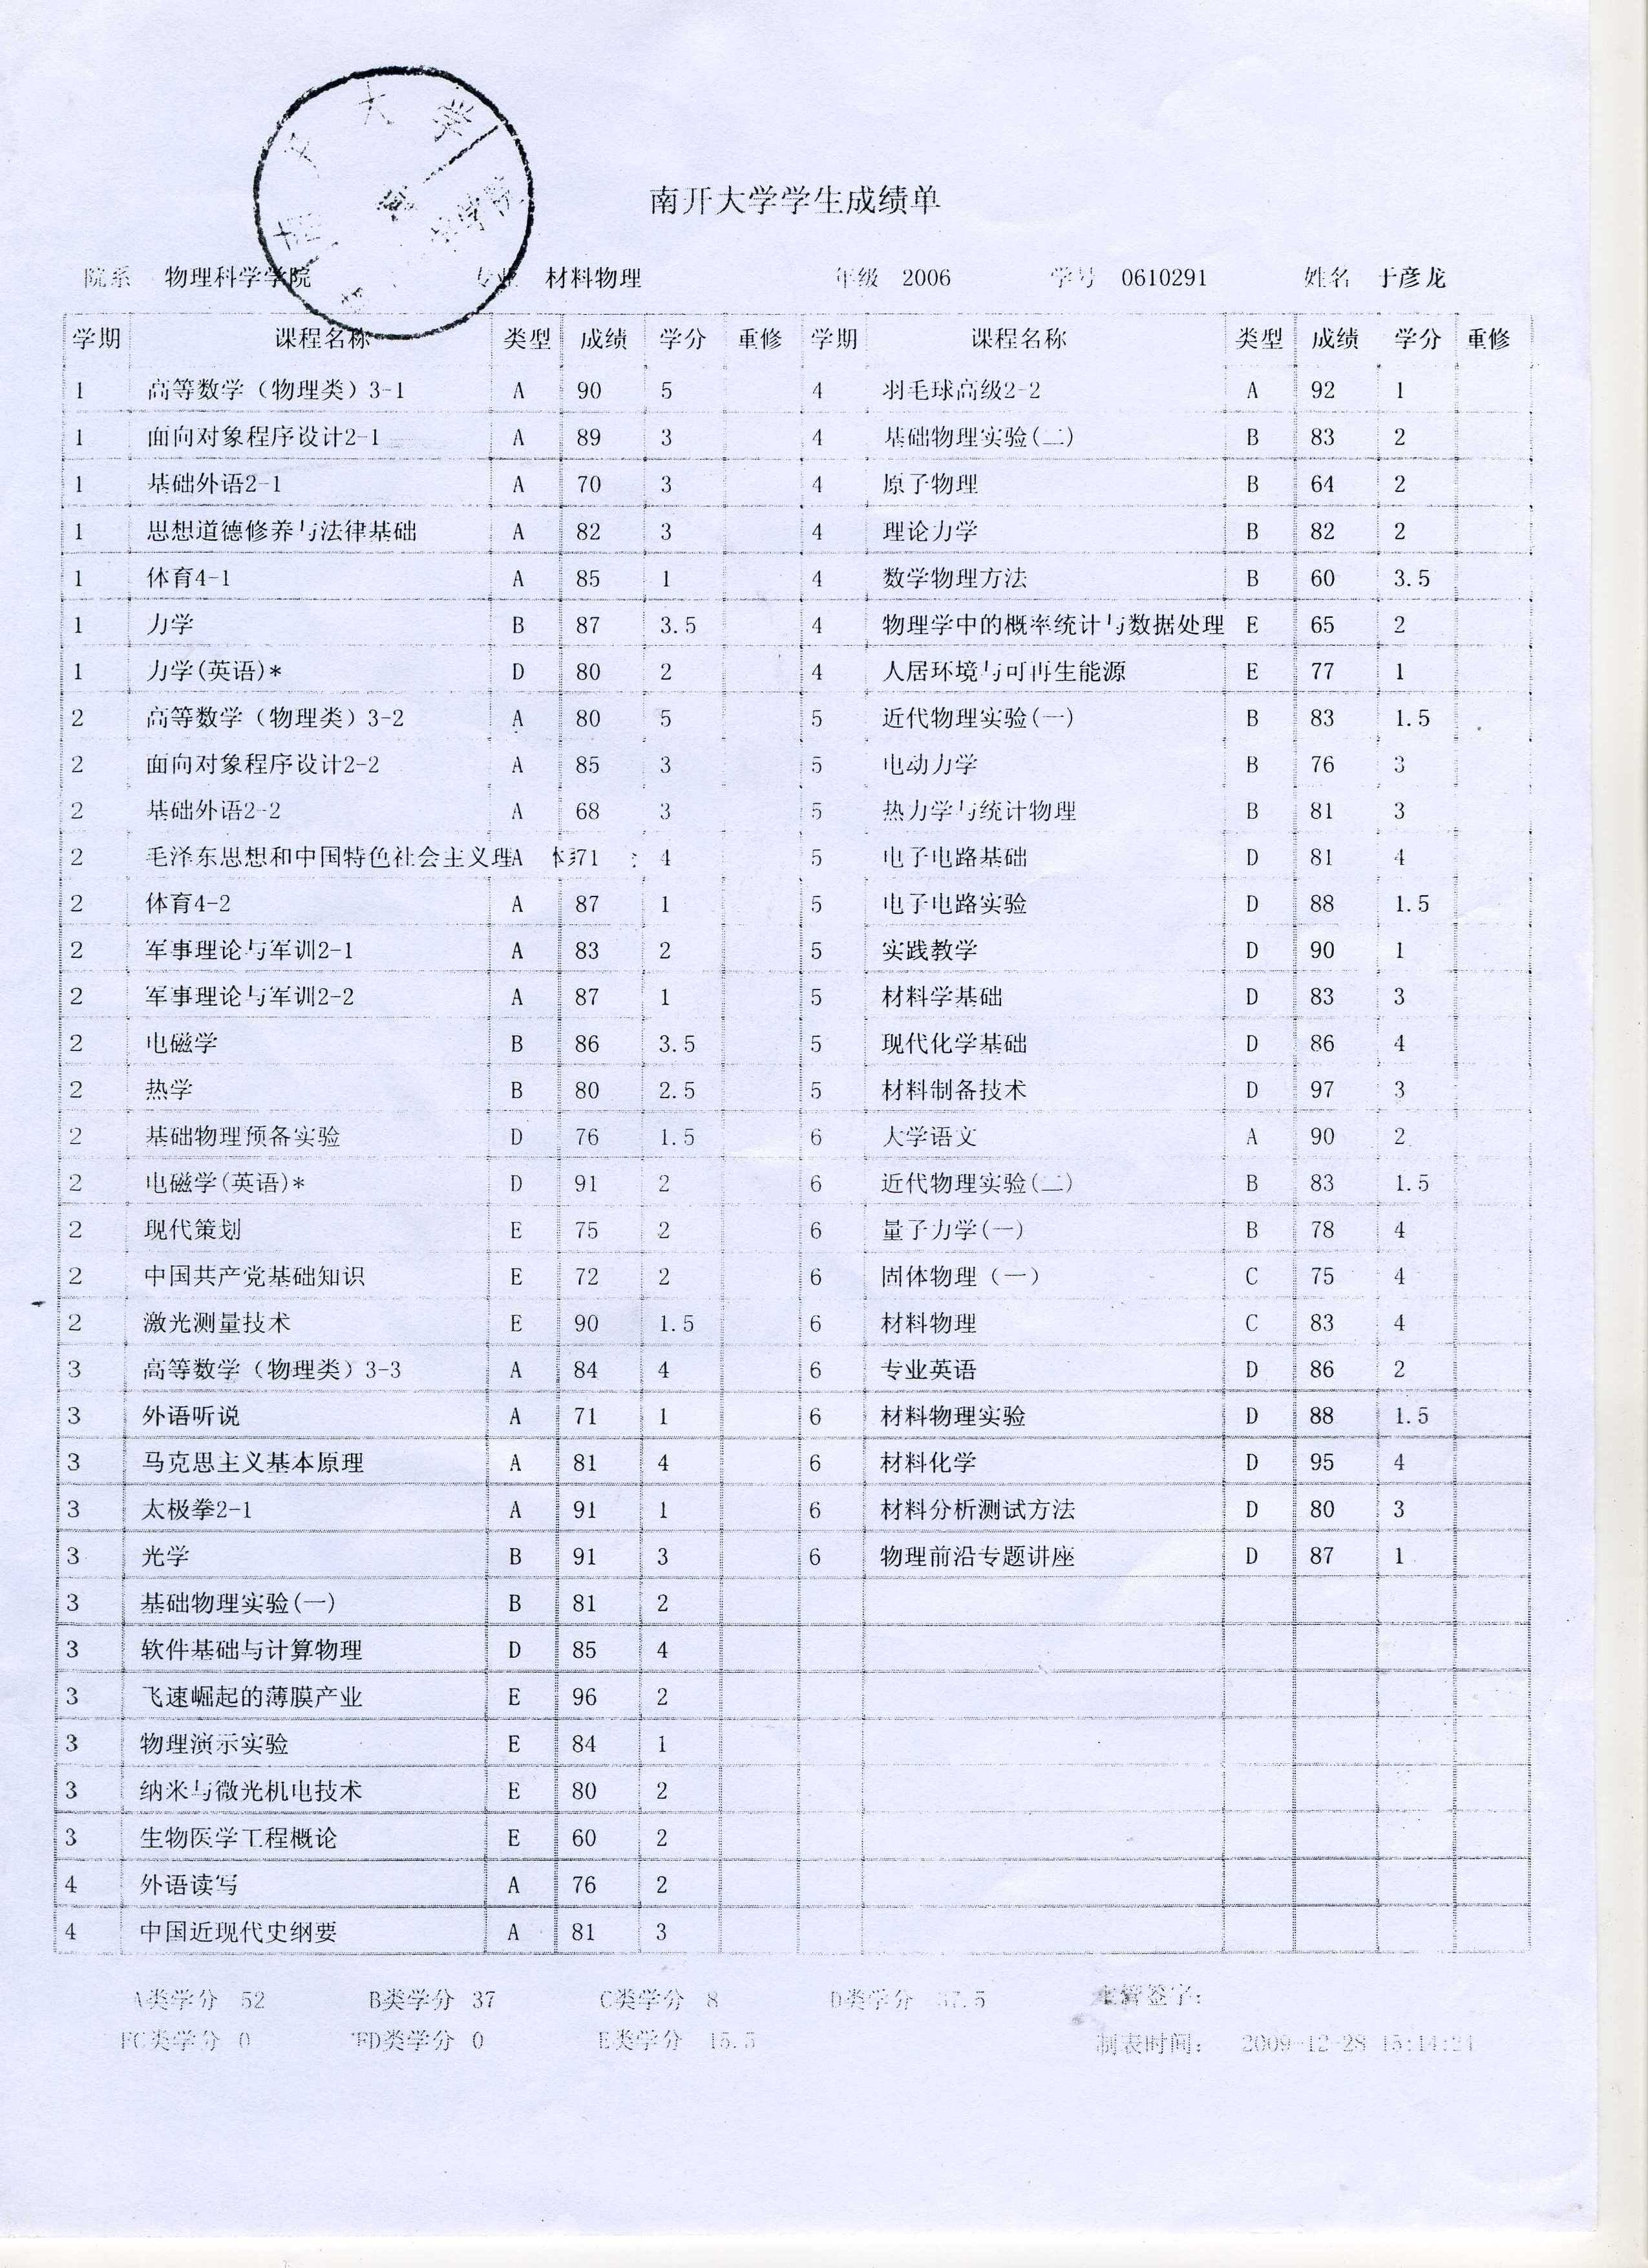 大学
南开大学学生成绩单
院系 物理科学学院 专业 材料物理 年级 2006 学号 0610291 姓名 于彦龙
学期 课程名称 类型 成绩 学分 重修 学期 课程名称 类型 成绩 学分 重修
1 高等数学（物理类）3-1 A 90 5 4 羽毛球高级2-2 A 92 1
1 面向对象程序设计2-1 A 89 3 4 基础物理实验(二) B 83 2
1 基础外语2-1 A 70 3 4 原子物理 B 64 2
1 思想道德修养与法律基础 A 82 3 4 理论力学 B 82 2
1 体育4-1 A 85 1 4 数学物理方法 B 60 3.5
1 力学 B 87 3.5 4 物理学中的概率统计与数据处理 E 65 2
1 力学(英语)* D 80 2 4 人居环境与可再生能源 E 77 1
2 高等数学（物理类）3-2 A 80 5 5 近代物理实验(一) B 83 1.5
2 面向对象程序设计2-2 A 85 3 5 电动力学 B 76 3
2 基础外语2-2 A 68 3 5 热力学与统计物理 B 81 3
2 毛泽东思想和中国特色社会主义理 A 71 4 5 电子电路基础 D 81 4
2 体育4-2 A 87 1 5 电子电路实验 D 88 1.5
2 军事理论与军训2-1 A 83 2 5 实践教学 D 90 1
2 军事理论与军训2-2 A 87 1 5 材料学基础 D 83 3
2 电磁学 B 86 3.5 5 现代化学基础 D 86 4
2 热学 B 80 2.5 5 材料制备技术 D 97 3
2 基础物理预备实验 D 76 1.5 6 大学语文 A 90 2
2 电磁学(英语)* D 91 2 6 近代物理实验(二) B 83 1.5
2 现代策划 E 75 2 6 量子力学(一) B 78 4
2 中国共产党基础知识 E 72 2 6 固体物理（一） C 75 4
2 激光测量技术 E 90 1.5 6 材料物理 C 83 4
3 高等数学（物理类）3-3 A 84 4 6 专业英语 D 86 2
3 外语听说 A 71 1 6 材料物理实验 D 88 1.5
3 马克思主义基本原理 A 81 4 6 材料化学 D 95 4
3 太极拳2-1 A 91 1 6 材料分析测试方法 D 80 3
3 光学 B 91 3 6 物理前沿专题讲座 D 87 1
3 基础物理实验(一) B 81 2
3 软件基础与计算物理 D 85 4
3 飞速崛起的薄膜产业 E 96 2
3 物理演示实验 E 84 1
3 纳米与微光机电技术 E 80 2
3 生物医学工程概论 E 60 2
4 外语读写 A 76 2
4 中国近现代史纲要 A 81 3
A类学分 52 B类学分 37 C类学分 8 D类学分 37.5 主管签字：
FC类学分 0 FD类学分 0 E类学分 15.5 制表时间： 2009-12-28 15:14:24